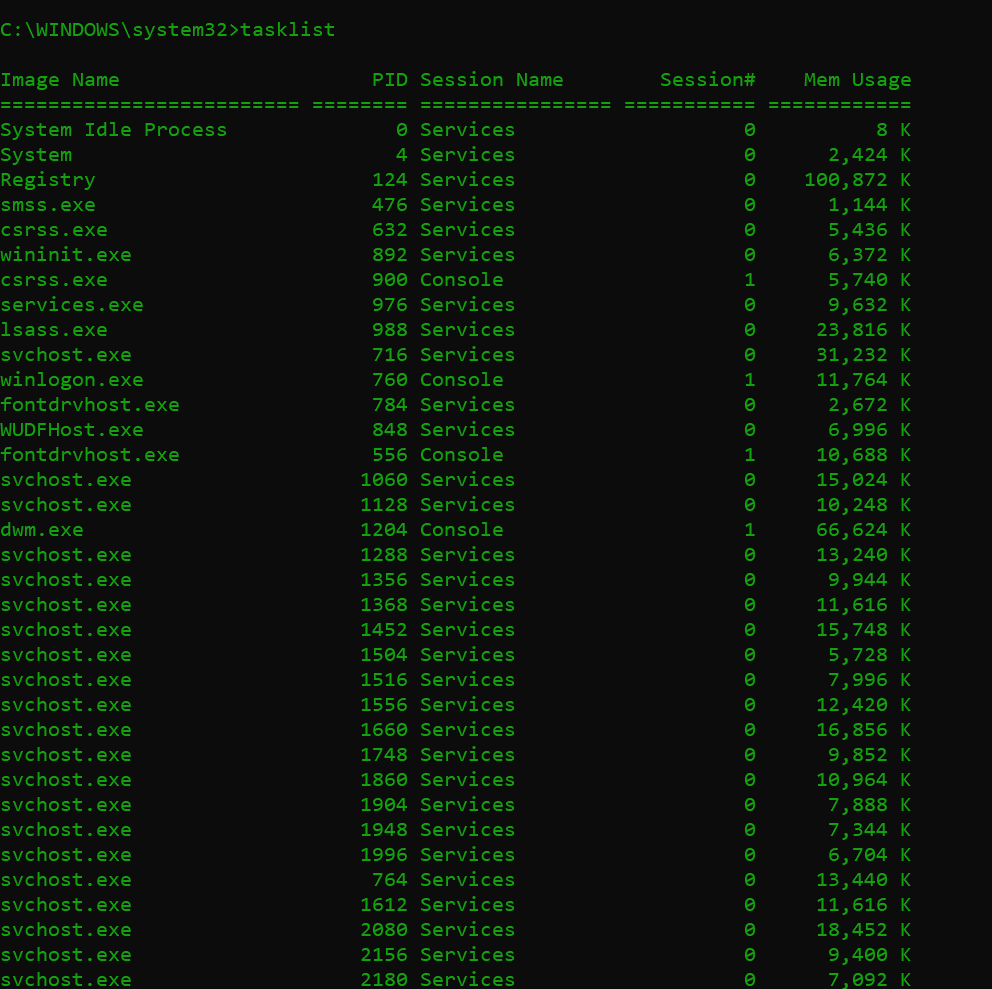 C:\WINDOWS\system32>tasklist
Image Name                     PID Session Name        Session#    Mem Usage
========================= ======== ================ =========== ============
System Idle Process              0 Services                   0          8 K
System                           4 Services                   0      2,424 K
Registry                       124 Services                   0    100,872 K
smss.exe                       476 Services                   0      1,144 K
csrss.exe                      632 Services                   0      5,436 K
wininit.exe                    892 Services                   0      6,372 K
csrss.exe                      900 Console                    1      5,740 K
services.exe                   976 Services                   0      9,632 K
lsass.exe                      988 Services                   0     23,816 K
svchost.exe                    716 Services                   0     31,232 K
winlogon.exe                   760 Console                    1     11,764 K
fontdrvhost.exe                784 Services                   0      2,672 K
WUDFHost.exe                   848 Services                   0      6,996 K
fontdrvhost.exe                556 Console                    1     10,688 K
svchost.exe                   1060 Services                   0     15,024 K
svchost.exe                   1128 Services                   0     10,248 K
dwm.exe                       1204 Console                    1     66,624 K
svchost.exe                   1288 Services                   0     13,240 K
svchost.exe                   1356 Services                   0      9,944 K
svchost.exe                   1368 Services                   0     11,616 K
svchost.exe                   1452 Services                   0     15,748 K
svchost.exe                   1504 Services                   0      5,728 K
svchost.exe                   1516 Services                   0      7,996 K
svchost.exe                   1556 Services                   0     12,420 K
svchost.exe                   1660 Services                   0     16,856 K
svchost.exe                   1748 Services                   0      9,852 K
svchost.exe                   1860 Services                   0     10,964 K
svchost.exe                   1904 Services                   0      7,888 K
svchost.exe                   1948 Services                   0      7,344 K
svchost.exe                   1996 Services                   0      6,704 K
svchost.exe                    764 Services                   0     13,440 K
svchost.exe                   1612 Services                   0     11,616 K
svchost.exe                   2080 Services                   0     18,452 K
svchost.exe                   2156 Services                   0      9,400 K
svchost.exe                   2180 Services                   0      7,092 K